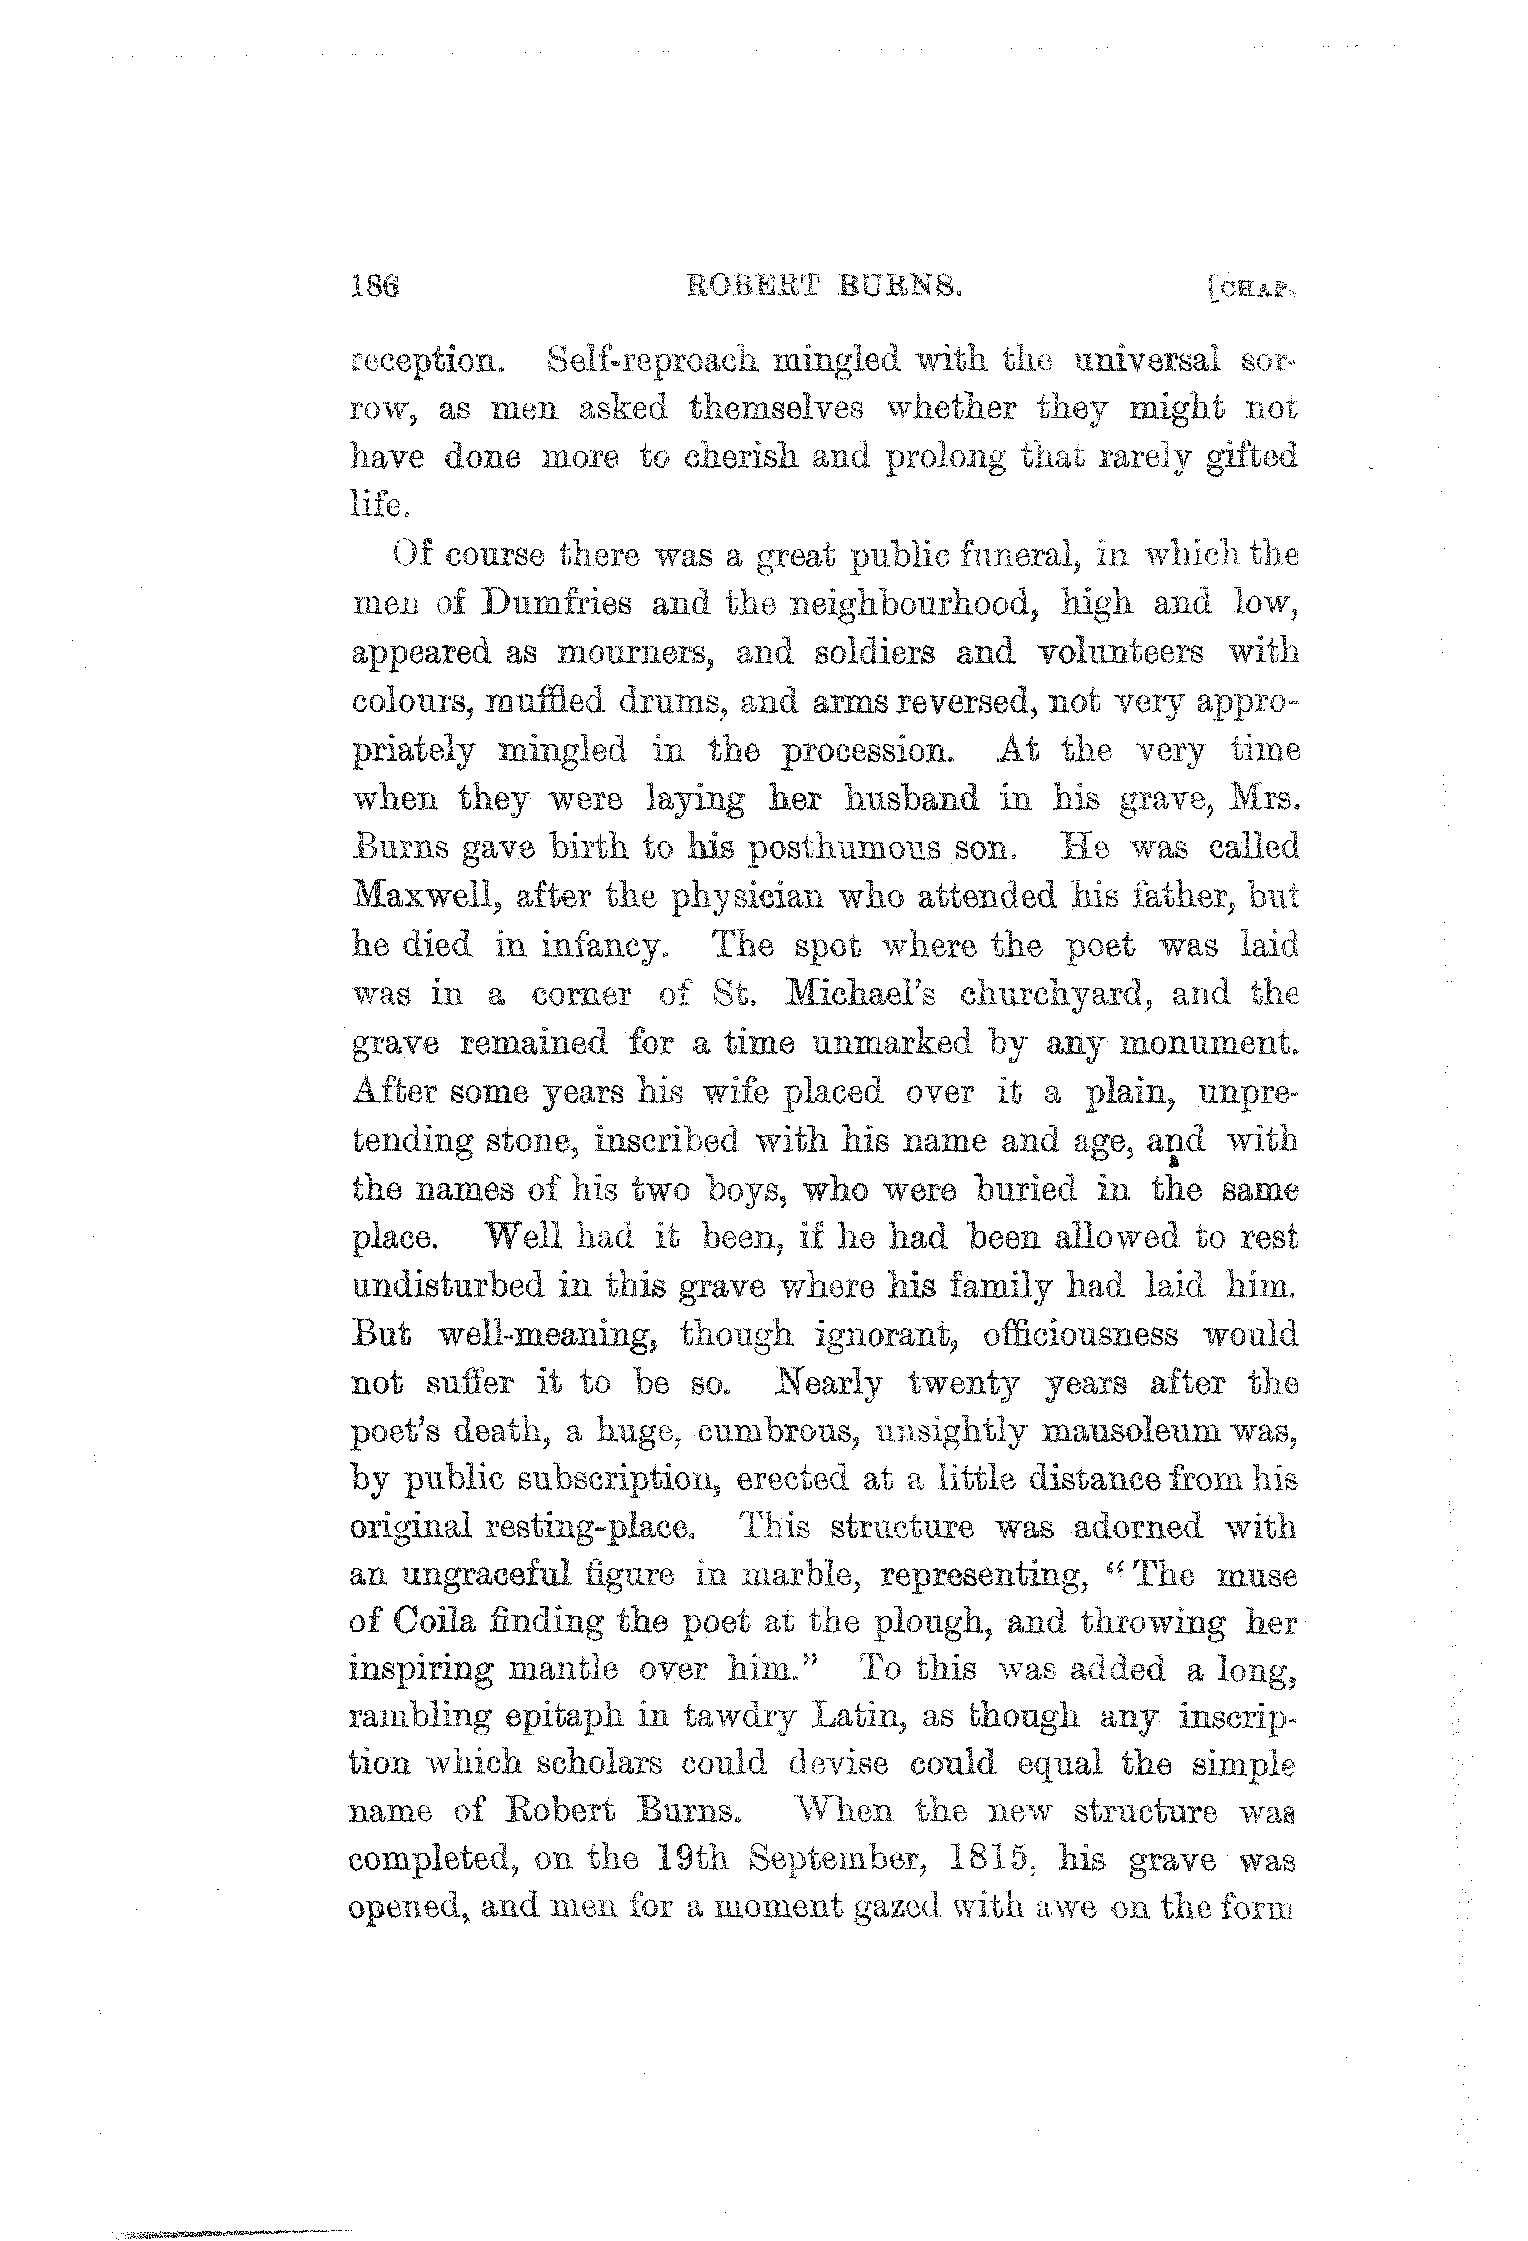 186 ROBERT BURNS. [CHAP.
reception. Self-reproach mingled with the universal sor-
row, as men asked themselves whether they might not
have done more to cherish and prolong that rarely gifted
life.
Of course there was a great public funeral, in which the
men of Dumfries and the neighbourhood, high and low,
appeared as mourners, and soldiers and volunteers with
colours, muffled drums, and arms reversed, not very appro-
priately mingled in the procession. At the very time
when they were laying her husband in his grave, Mrs.
Burns gave birth to his posthumous son. He was called
Maxwell, after the physician who attended his father, but
he died in infancy. The spot where the poet was laid
was in a corner of St. Michael's churchyard, and the
grave remained for a time unmarked by any monument.
After some years his wife placed over it a plain, unpre-
tending stone, inscribed with his name and age, and with
the names of his two boys, who were buried in the same
place. Well had it been, if he had been allowed to rest
undisturbed in this grave where his family had laid him.
But well-meaning, though ignorant, officiousness would
not suffer it to be so. Nearly twenty years after the
poet's death, a huge, cumbrous, unsightly mausoleum was,
by public subscription, erected at a little distance from his
original resting-place. This structure was adorned with
an ungraceful figure in marble, representing, "The muse
of Coila finding the poet at the plough, and throwing her
inspiring mantle over him." To this was added a long,
rambling epitaph in tawdry Latin, as though any inscrip-
tion which scholars could devise could equal the simple
name of Robert Burns. When the new structure was
completed, on the 19th September, 1815, his grave was
opened, and men for a moment gazed with awe on the form